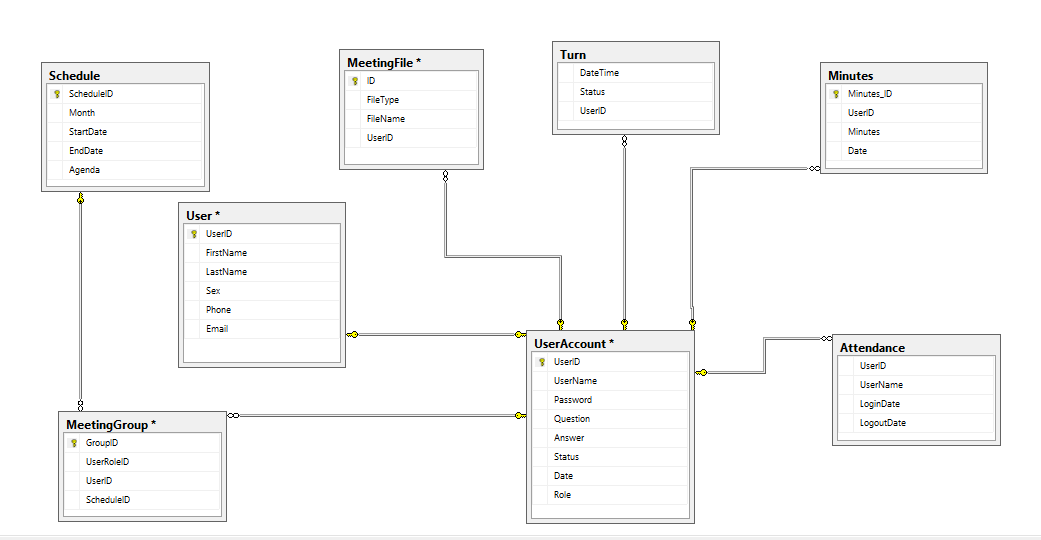 Schedule
ScheduleID
Month
StartDate
EndDate
Agenda
MeetingFile *
ID
FileType
FileName
UserID
Turn
DateTime
Status
UserID
Minutes
Minutes_ID
UserID
Minutes
Date
User *
UserID
FirstName
LastName
Sex
Phone
Email
UserAccount *
UserID
UserName
Password
Question
Answer
Status
Date
Role
Attendance
UserID
UserName
LoginDate
LogoutDate
MeetingGroup *
GroupID
UserRoleID
UserID
ScheduleID